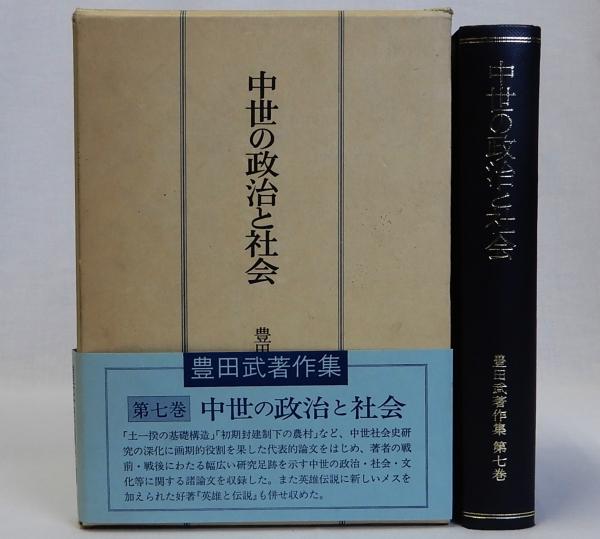 中世の政治と社会
豊田
豊田武著作集
第七巻 中世の政治と社会
「土一揆の基礎構造」「初期封建制下の農村」など、中世社会史研
究の深化に画期的役割を果した代表的論文をはじめ、著者の戦
前・戦後にわたる幅広い研究足跡を示す中世の政治・社会・文
化等に関する諸論文を収録した。また英雄伝説に新しいメスを
加えられた好著『英雄と伝説』も併せ収めた。
中世の政治と社会
豊田武著作集 第七巻